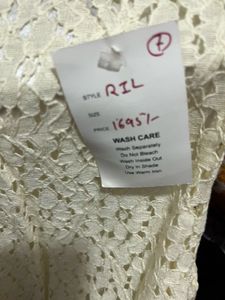 7
STYLE RIL
SIZE
PRICE 1695/-
WASH CARE
Wash Separately
Do Not Bleach
Wash Inside Out
Dry In Shade
Use Warm Iron